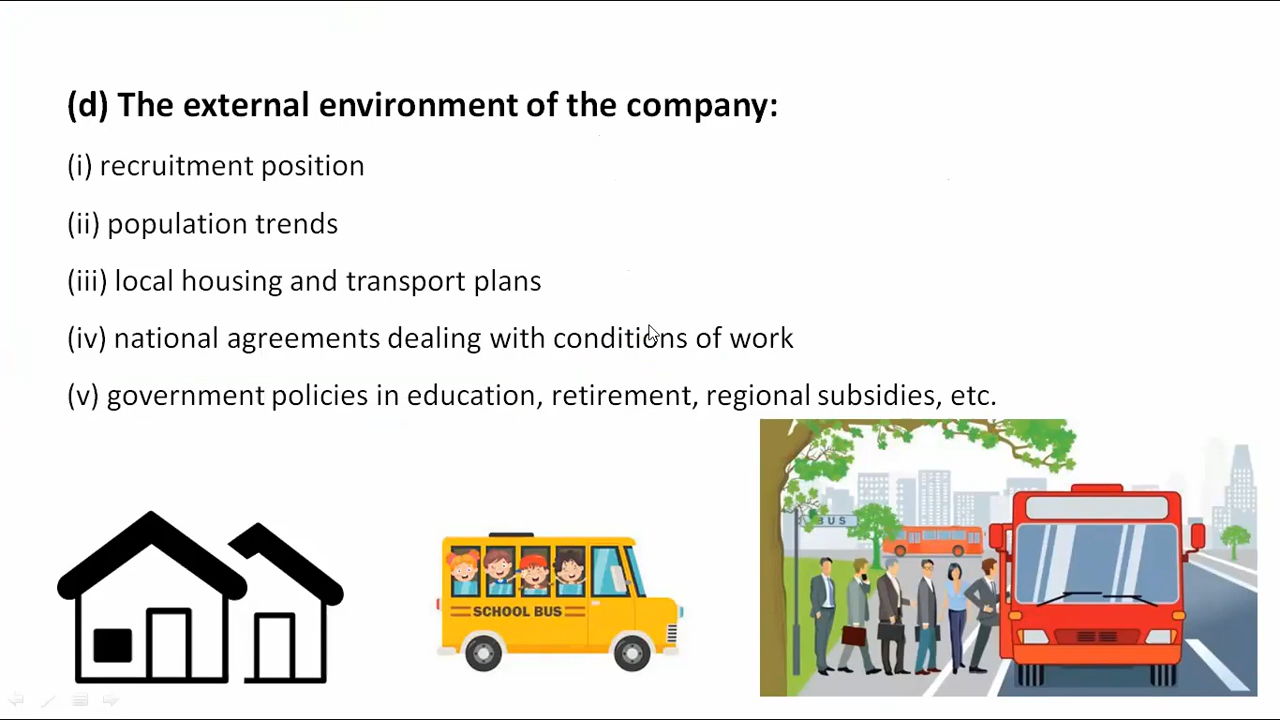 (d) The external environment of the company:
(i) recruitment position
(ii) population trends
(iii) local housing and transport plans
(iv) national agreements dealing with conditions of work
(v) government policies in education, retirement, regional subsidies, etc.
BUS
SCHOOL BUS